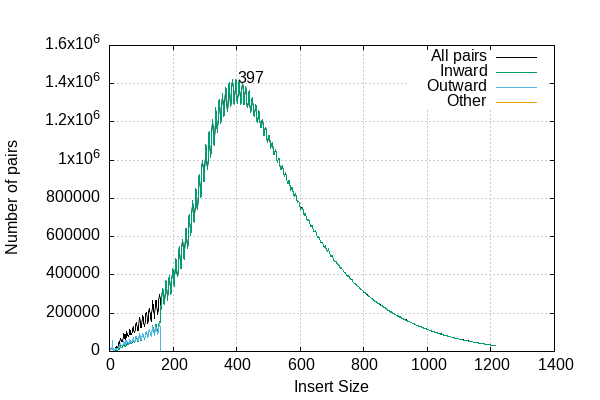 1.6x10^6
1.4x10^6
1.2x10^6
1x10^6
800000
600000
400000
200000
0
Number of pairs
397
All pairs
Inward
Outward
Other
0 200 400 600 800 1000 1200 1400
Insert Size